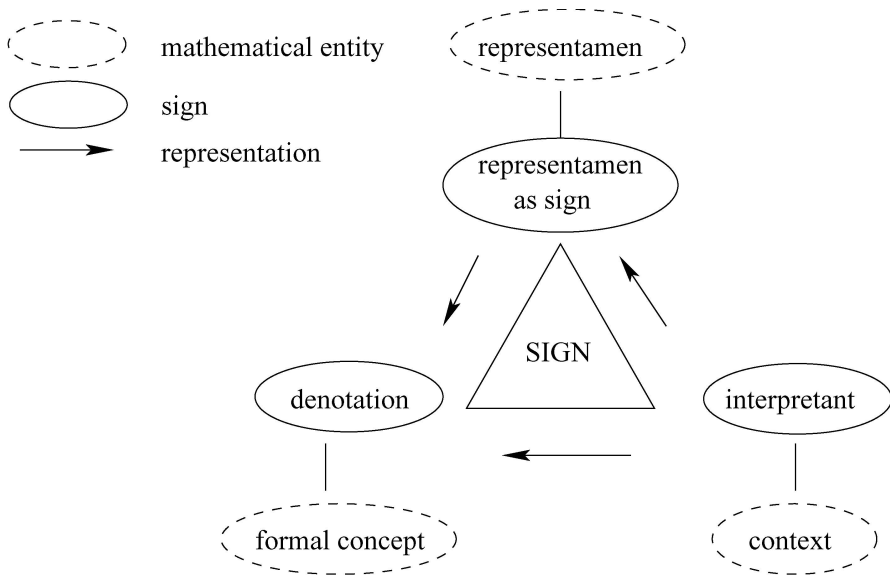 mathematical entity
sign
representation
representamen
representamen
as sign
SIGN
denotation
interpretant
formal concept
context